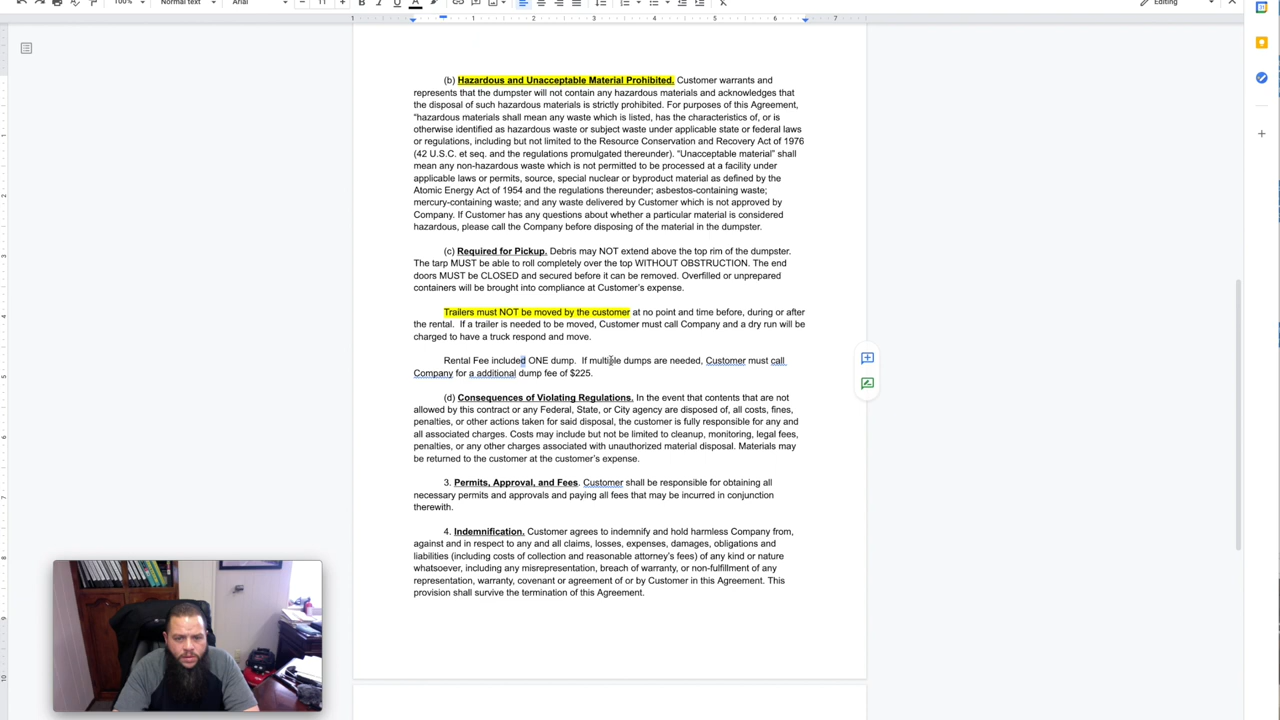 100%
Normal text
Arial
11
B I U A
Editing
1 1 2 3 4 5 6 7
(b) Hazardous and Unacceptable Material Prohibited. Customer warrants and
represents that the dumpster will not contain any hazardous materials and acknowledges that
the disposal of such hazardous materials is strictly prohibited. For purposes of this Agreement,
"hazardous materials shall mean any waste which is listed, has the characteristics of, or is
otherwise identified as hazardous waste or subject waste under applicable state or federal laws
or regulations, including but not limited to the Resource Conservation and Recovery Act of 1976
(42 U.S.C. et seq. and the regulations promulgated thereunder). “Unacceptable material” shall
mean any non-hazardous waste which is not permitted to be processed at a facility under
applicable laws or permits, source, special nuclear or byproduct material as defined by the
Atomic Energy Act of 1954 and the regulations thereunder; asbestos-containing waste;
mercury-containing waste; and any waste delivered by Customer which is not approved by
Company. If Customer has any questions about whether a particular material is considered
hazardous, please call the Company before disposing of the material in the dumpster.
(c) Required for Pickup. Debris may NOT extend above the top rim of the dumpster.
The tarp MUST be able to roll completely over the top WITHOUT OBSTRUCTION. The end
doors MUST be CLOSED and secured before it can be removed. Overfilled or unprepared
containers will be brought into compliance at Customer’s expense.
Trailers must NOT be moved by the customer at no point and time before, during or after
the rental. If a trailer is needed to be moved, Customer must call Company and a dry run will be
charged to have a truck respond and move.
Rental Fee included ONE dump. If multiple dumps are needed, Customer must call
Company for a additional dump fee of $225.
(d) Consequences of Violating Regulations. In the event that contents that are not
allowed by this contract or any Federal, State, or City agency are disposed of, all costs, fines,
penalties, or other actions taken for said disposal, the customer is fully responsible for any and
all associated charges. Costs may include but not be limited to cleanup, monitoring, legal fees,
penalties, or any other charges associated with unauthorized material disposal. Materials may
be returned to the customer at the customer’s expense.
3. Permits, Approval, and Fees. Customer shall be responsible for obtaining all
necessary permits and approvals and paying all fees that may be incurred in conjunction
therewith.
4. Indemnification. Customer agrees to indemnify and hold harmless Company from,
against and in respect to any and all claims, losses, expenses, damages, obligations and
liabilities (including costs of collection and reasonable attorney’s fees) of any kind or nature
whatsoever, including any misrepresentation, breach of warranty, or non-fulfillment of any
representation, warranty, covenant or agreement of or by Customer in this Agreement. This
provision shall survive the termination of this Agreement.